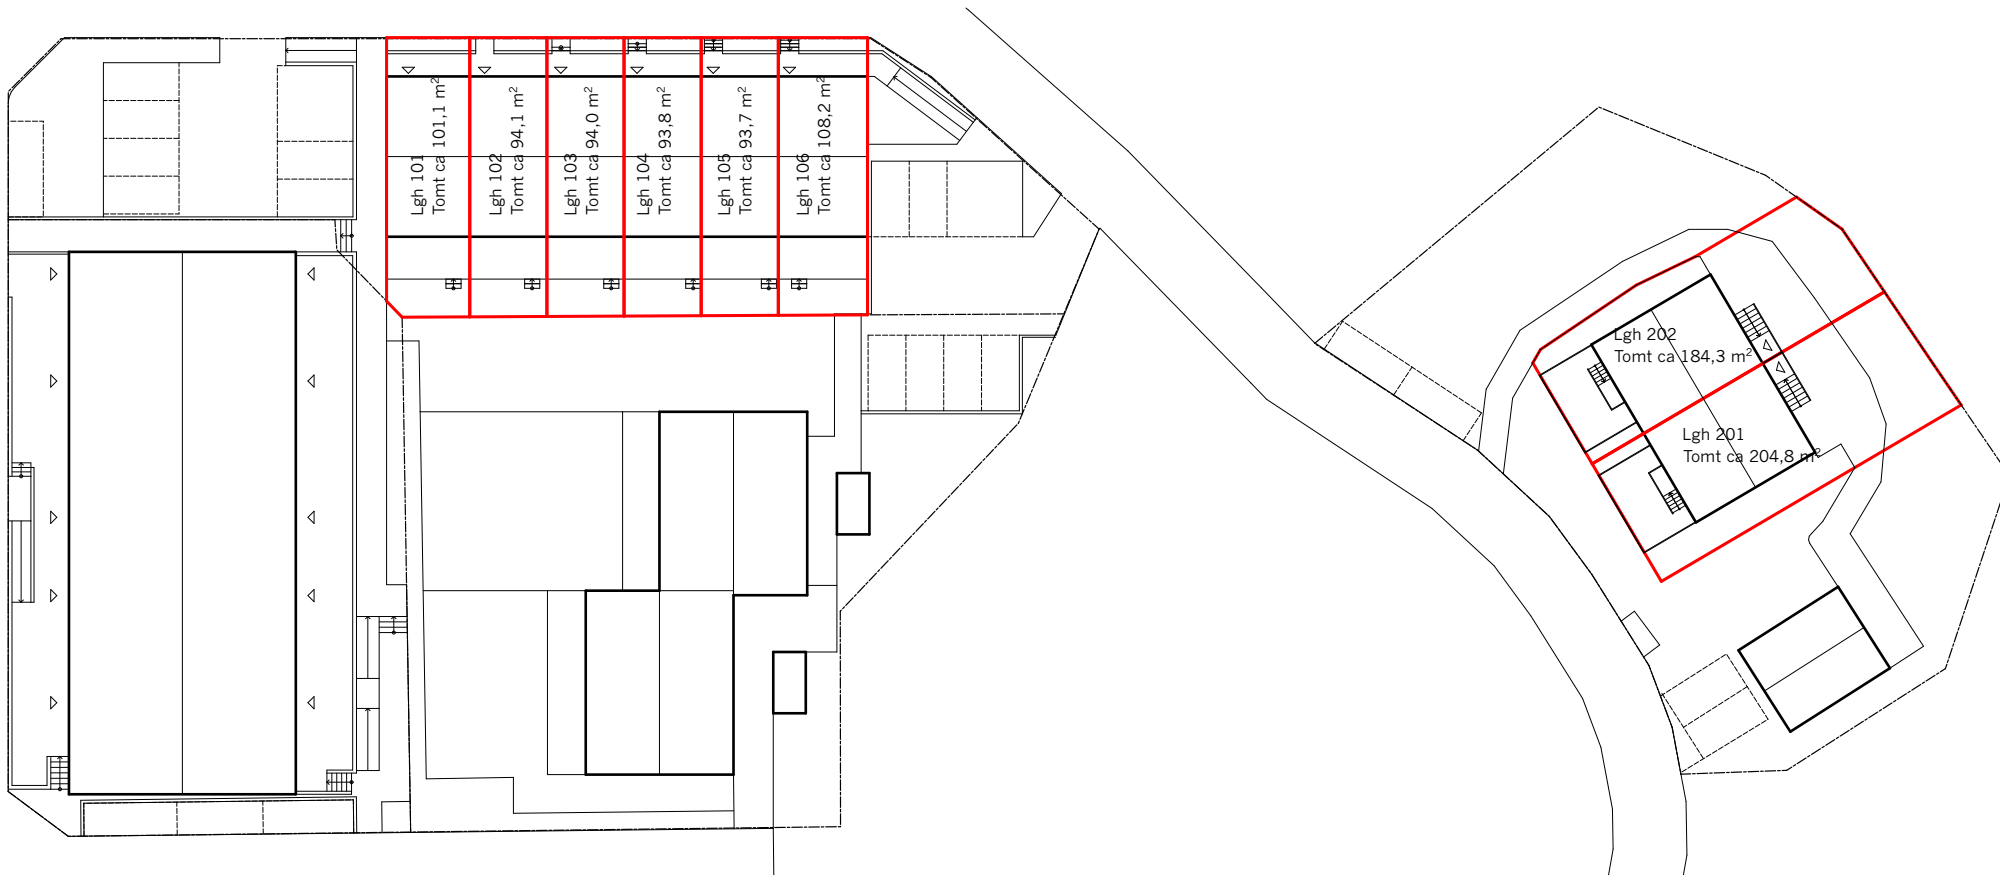 Lgh 101
Tomt ca 101,1 m²
Lgh 102
Tomt ca 94,1 m²
Lgh 103
Tomt ca 94,0 m²
Lgh 104
Tomt ca 93,8 m²
Lgh 105
Tomt ca 93,7 m²
Lgh 106
Tomt ca 108,2 m²
Lgh 202
Tomt ca 184,3 m²
Lgh 201
Tomt ca 204,8 m²